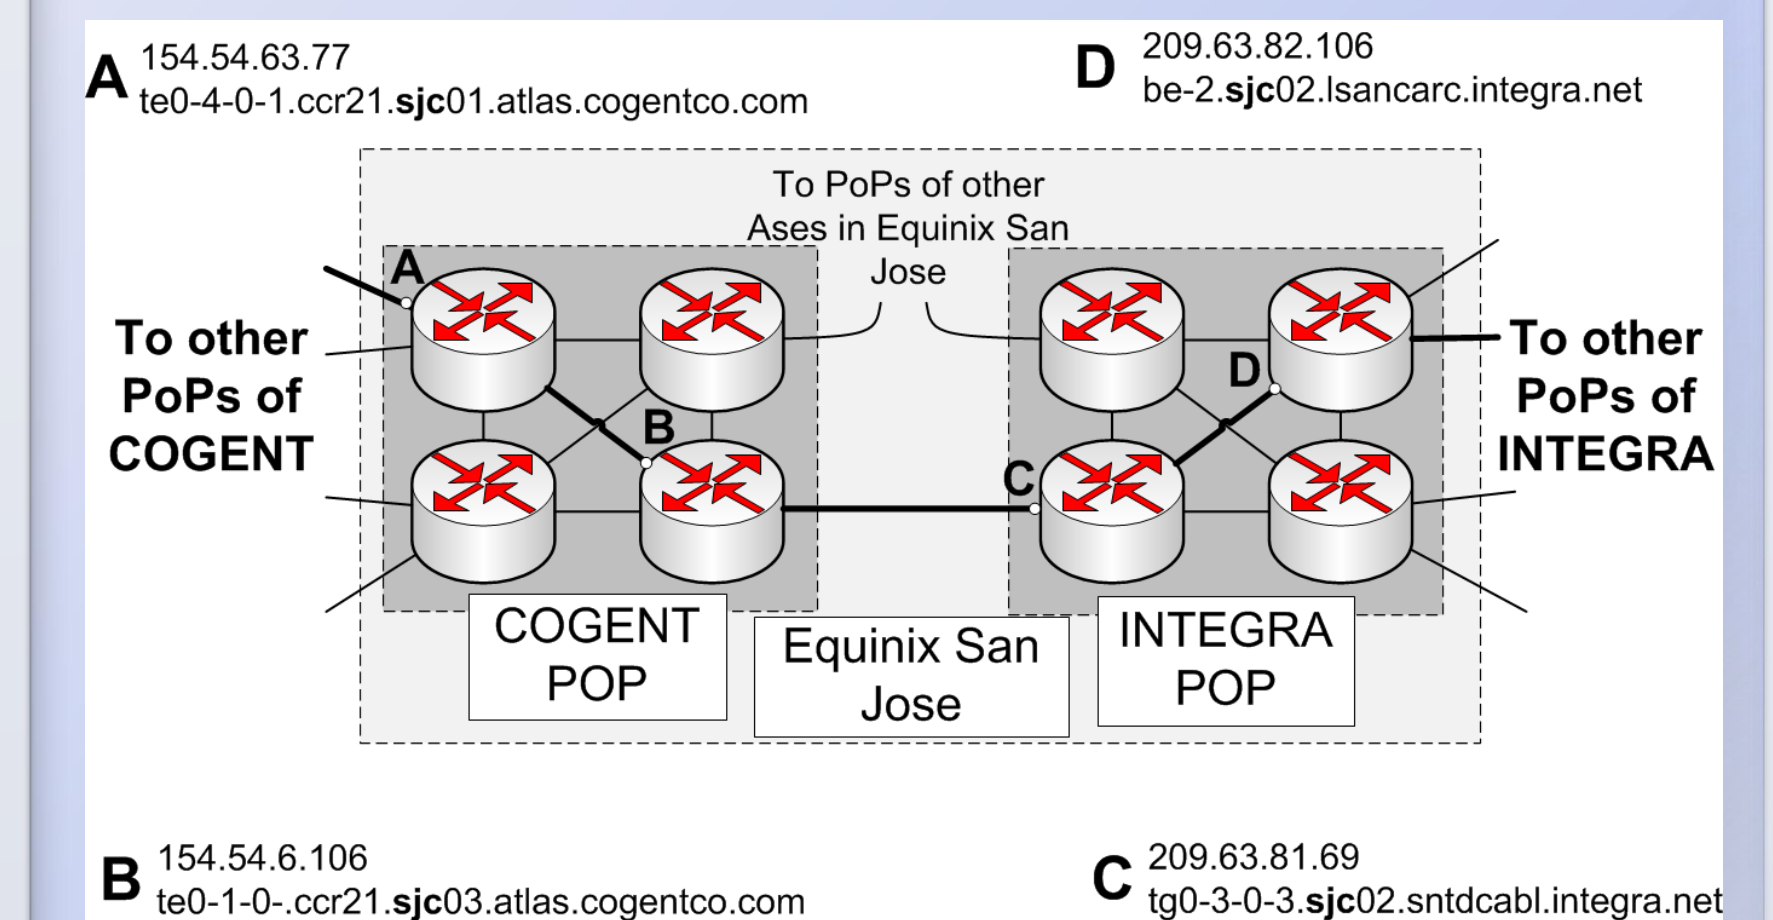 A
154.54.63.77
te0-4-0-1.ccr21.sjc01.atlas.cogentco.com
D
209.63.82.106
be-2.sjc02.lsancarc.integra.net
To PoPs of other
Ases in Equinix San
Jose
A
To other
PoPs of
COGENT
B
D
C
To other
PoPs of
INTEGRA
COGENT
POP
Equinix San
Jose
INTEGRA
POP
B
154.54.6.106
te0-1-0-.ccr21.sjc03.atlas.cogentco.com
C
209.63.81.69
tg0-3-0-3.sjc02.sntdcabl.integra.net